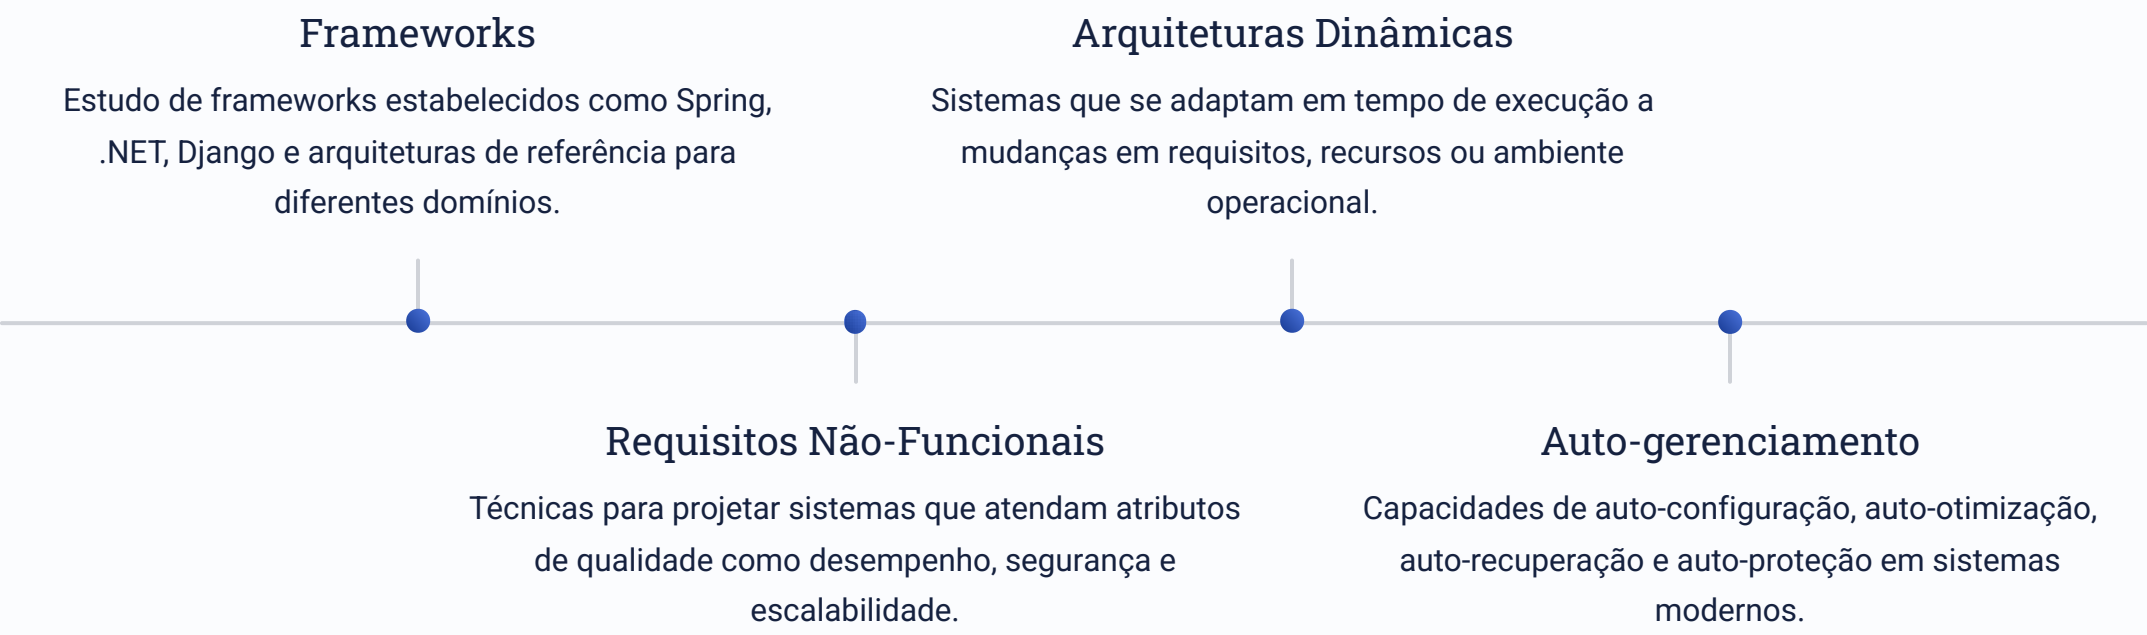 Frameworks
Estudo de frameworks estabelecidos como Spring,
.NET, Django e arquiteturas de referência para
diferentes domínios.
Requisitos Não-Funcionais
Técnicas para projetar sistemas que atendam atributos
de qualidade como desempenho, segurança e
escalabilidade.
Arquiteturas Dinâmicas
Sistemas que se adaptam em tempo de execução a
mudanças em requisitos, recursos ou ambiente
operacional.
Auto-gerenciamento
Capacidades de auto-configuração, auto-otimização,
auto-recuperação e auto-proteção em sistemas
modernos.